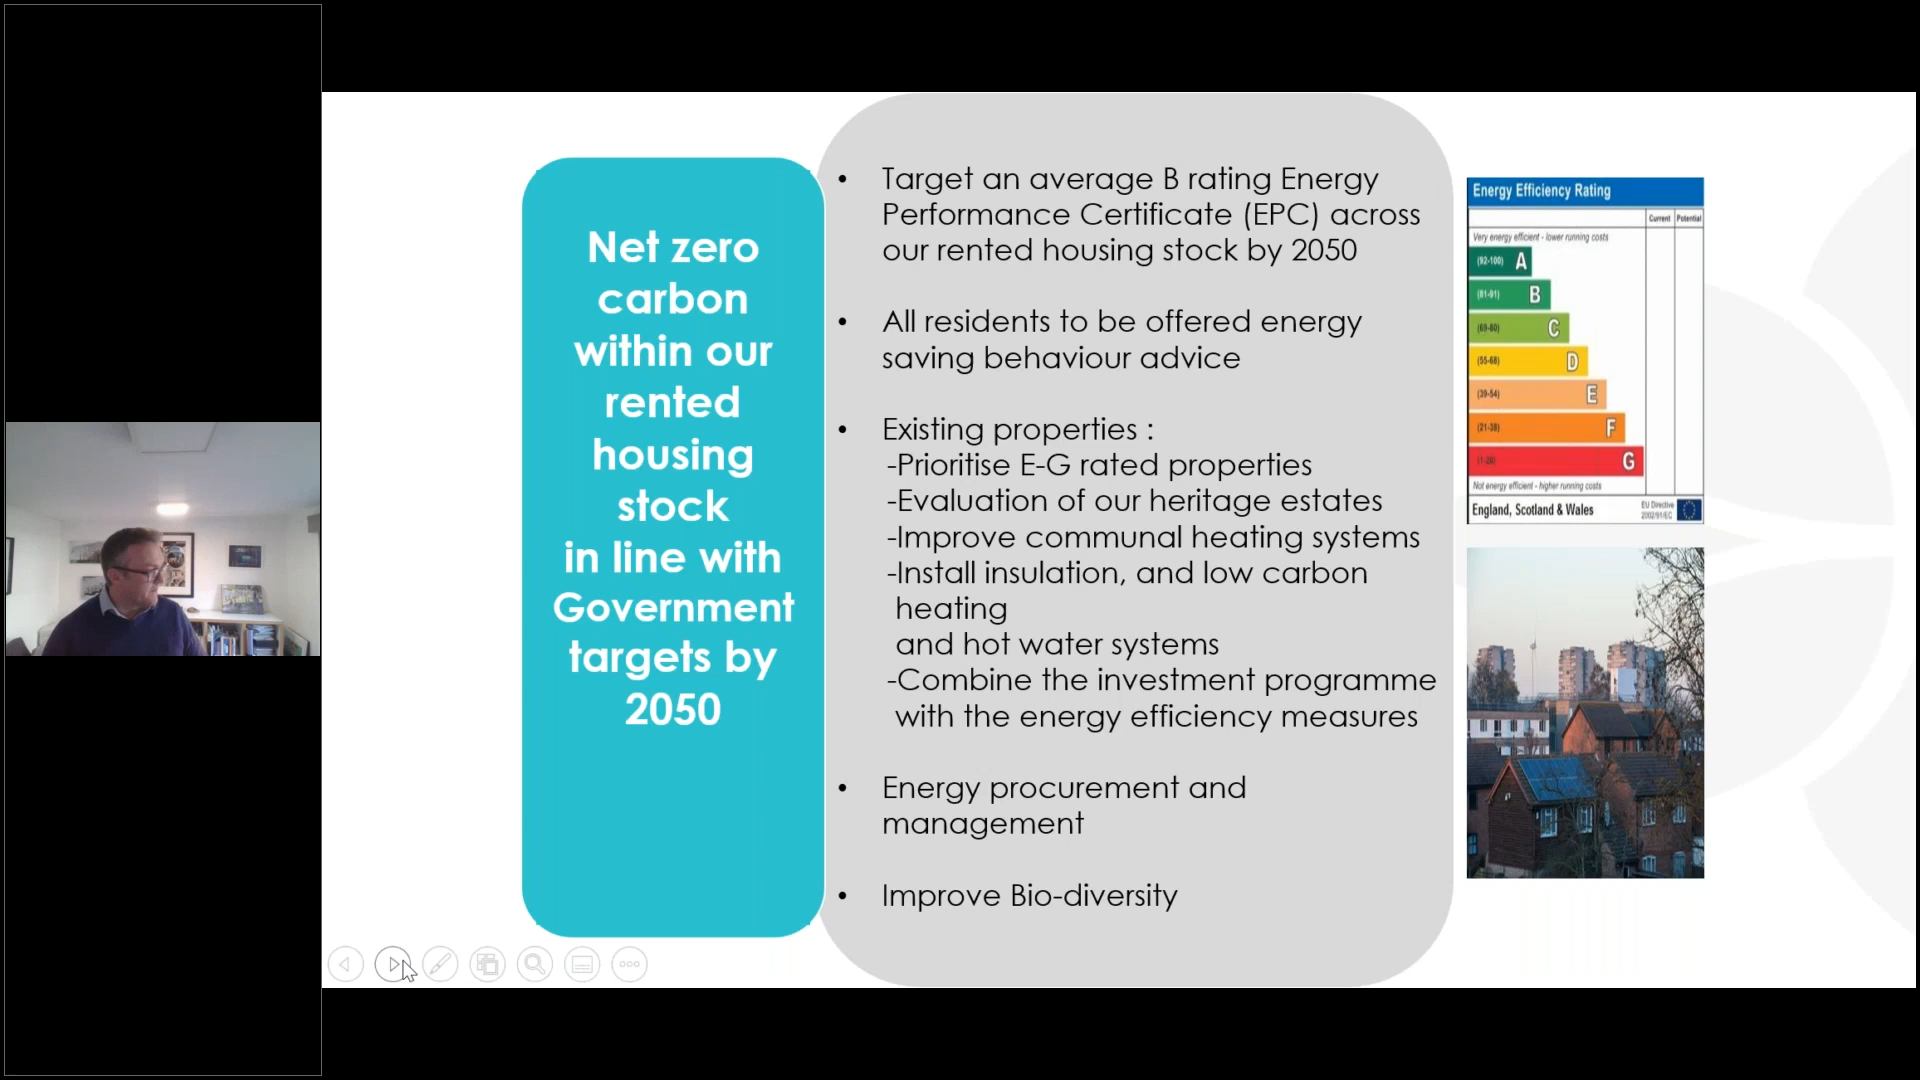 Net zero
carbon
within our
rented
housing
stock
in line with
Government
targets by
2050
• Target an average B rating Energy
Performance Certificate (EPC) across
our rented housing stock by 2050
• All residents to be offered energy
saving behaviour advice
• Existing properties :
-Prioritise E-G rated properties
-Evaluation of our heritage estates
-Improve communal heating systems
-Install insulation, and low carbon
heating
and hot water systems
-Combine the investment programme
with the energy efficiency measures
• Energy procurement and
management
• Improve Bio-diversity
Energy Efficiency Rating
Current Potential
Very energy efficient - lower running costs
(92-100) A
(81-91) B
(69-80) C
(55-68) D
(39-54) E
(21-38) F
(1-20) G
Not energy efficient - higher running costs
England, Scotland & Wales
EU Directive
2002/91/EC